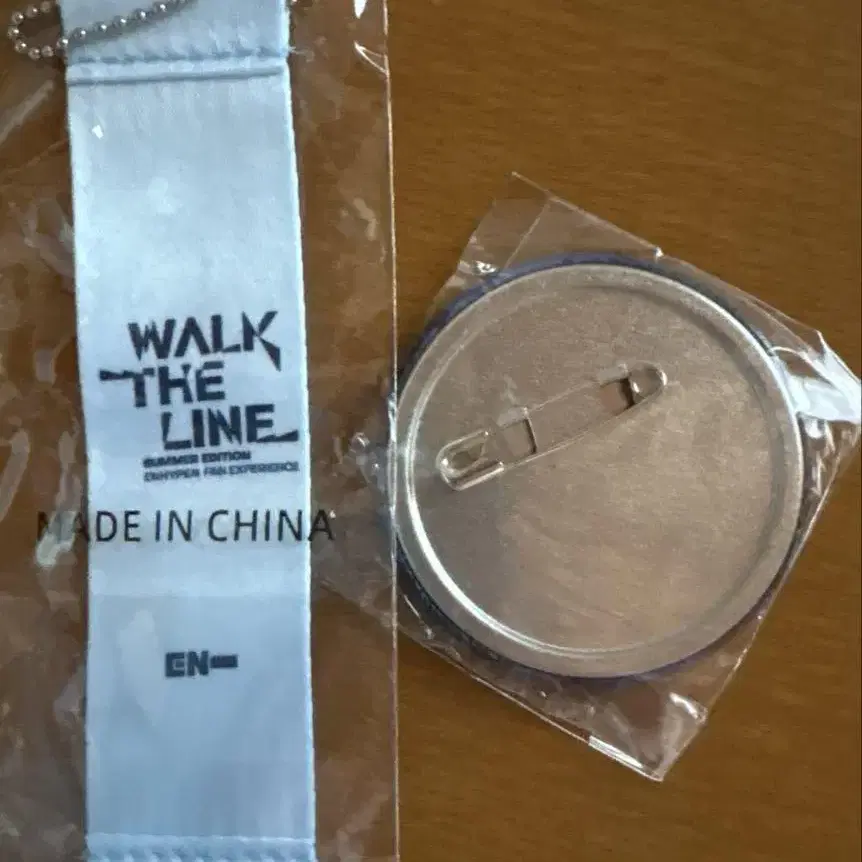 WALK
THE
LINE
SUMMER EDITION
ENHYPEN FAN EXPERIENCE
MADE IN CHINA
EN-